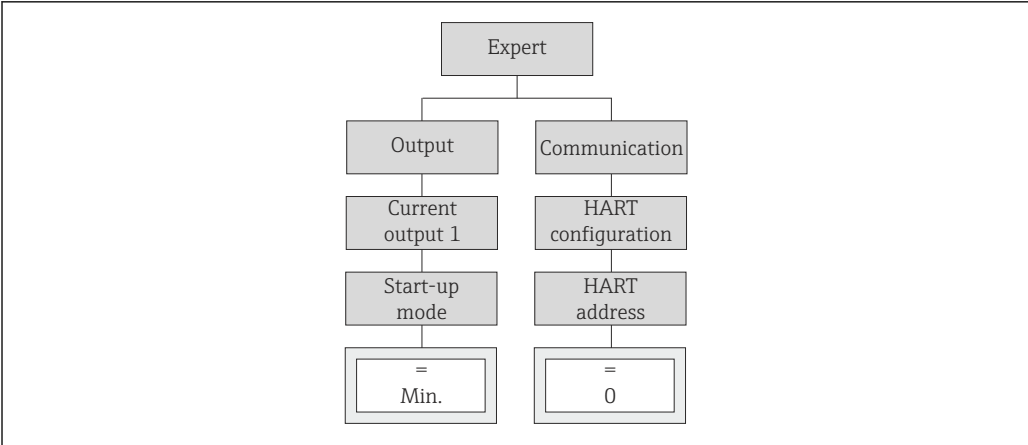 Expert
Output
Communication
Current
output 1
HART
configuration
Start-up
mode
HART
address
=
Min.
=
0